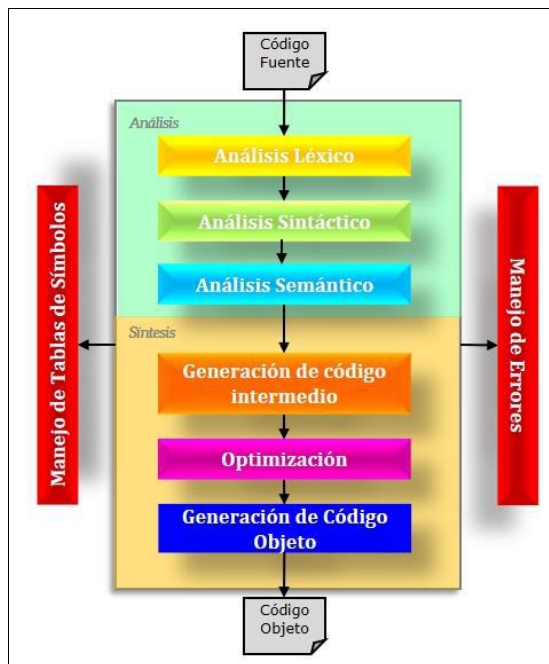 Código
Fuente
Análisis
Análisis Léxico
Análisis Sintáctico
Análisis Semántico
Manejo de Tablas de Símbolos
Manejo de Errores
Síntesis
Generación de código
intermedio
Optimización
Generación de Código
Objeto
Código
Objeto